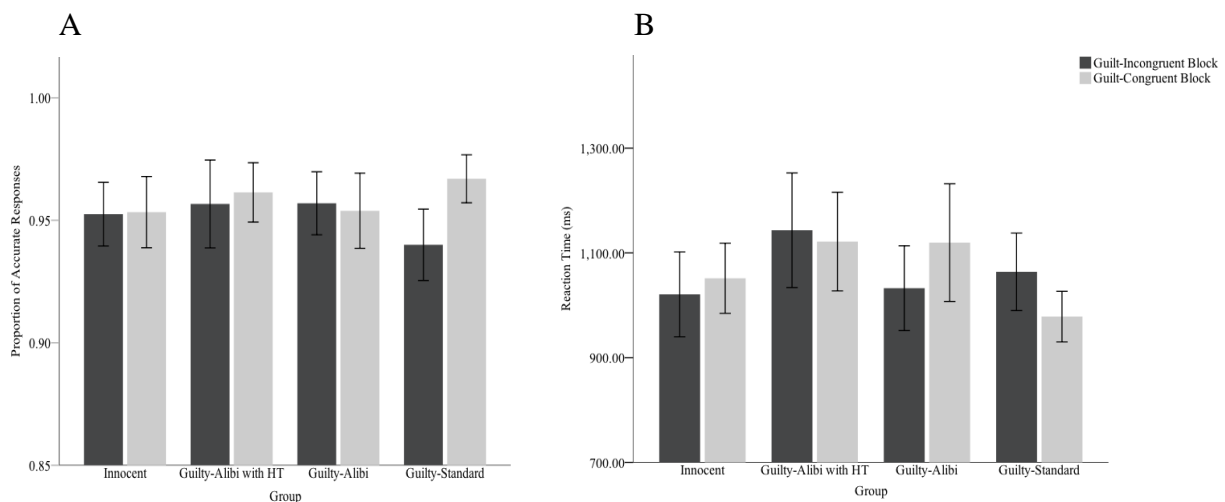 A
Proportion of Accurate Responses
1.00
0.95
0.90
0.85
Innocent
Guilty-Alibi with HT
Guilty-Alibi
Guilty-Standard
Group
B
Guilt-Incongruent Block
Guilt-Congruent Block
Reaction Time (ms)
1,300.00
1,100.00
900.00
700.00
Innocent
Guilty-Alibi with HT
Guilty-Alibi
Guilty-Standard
Group